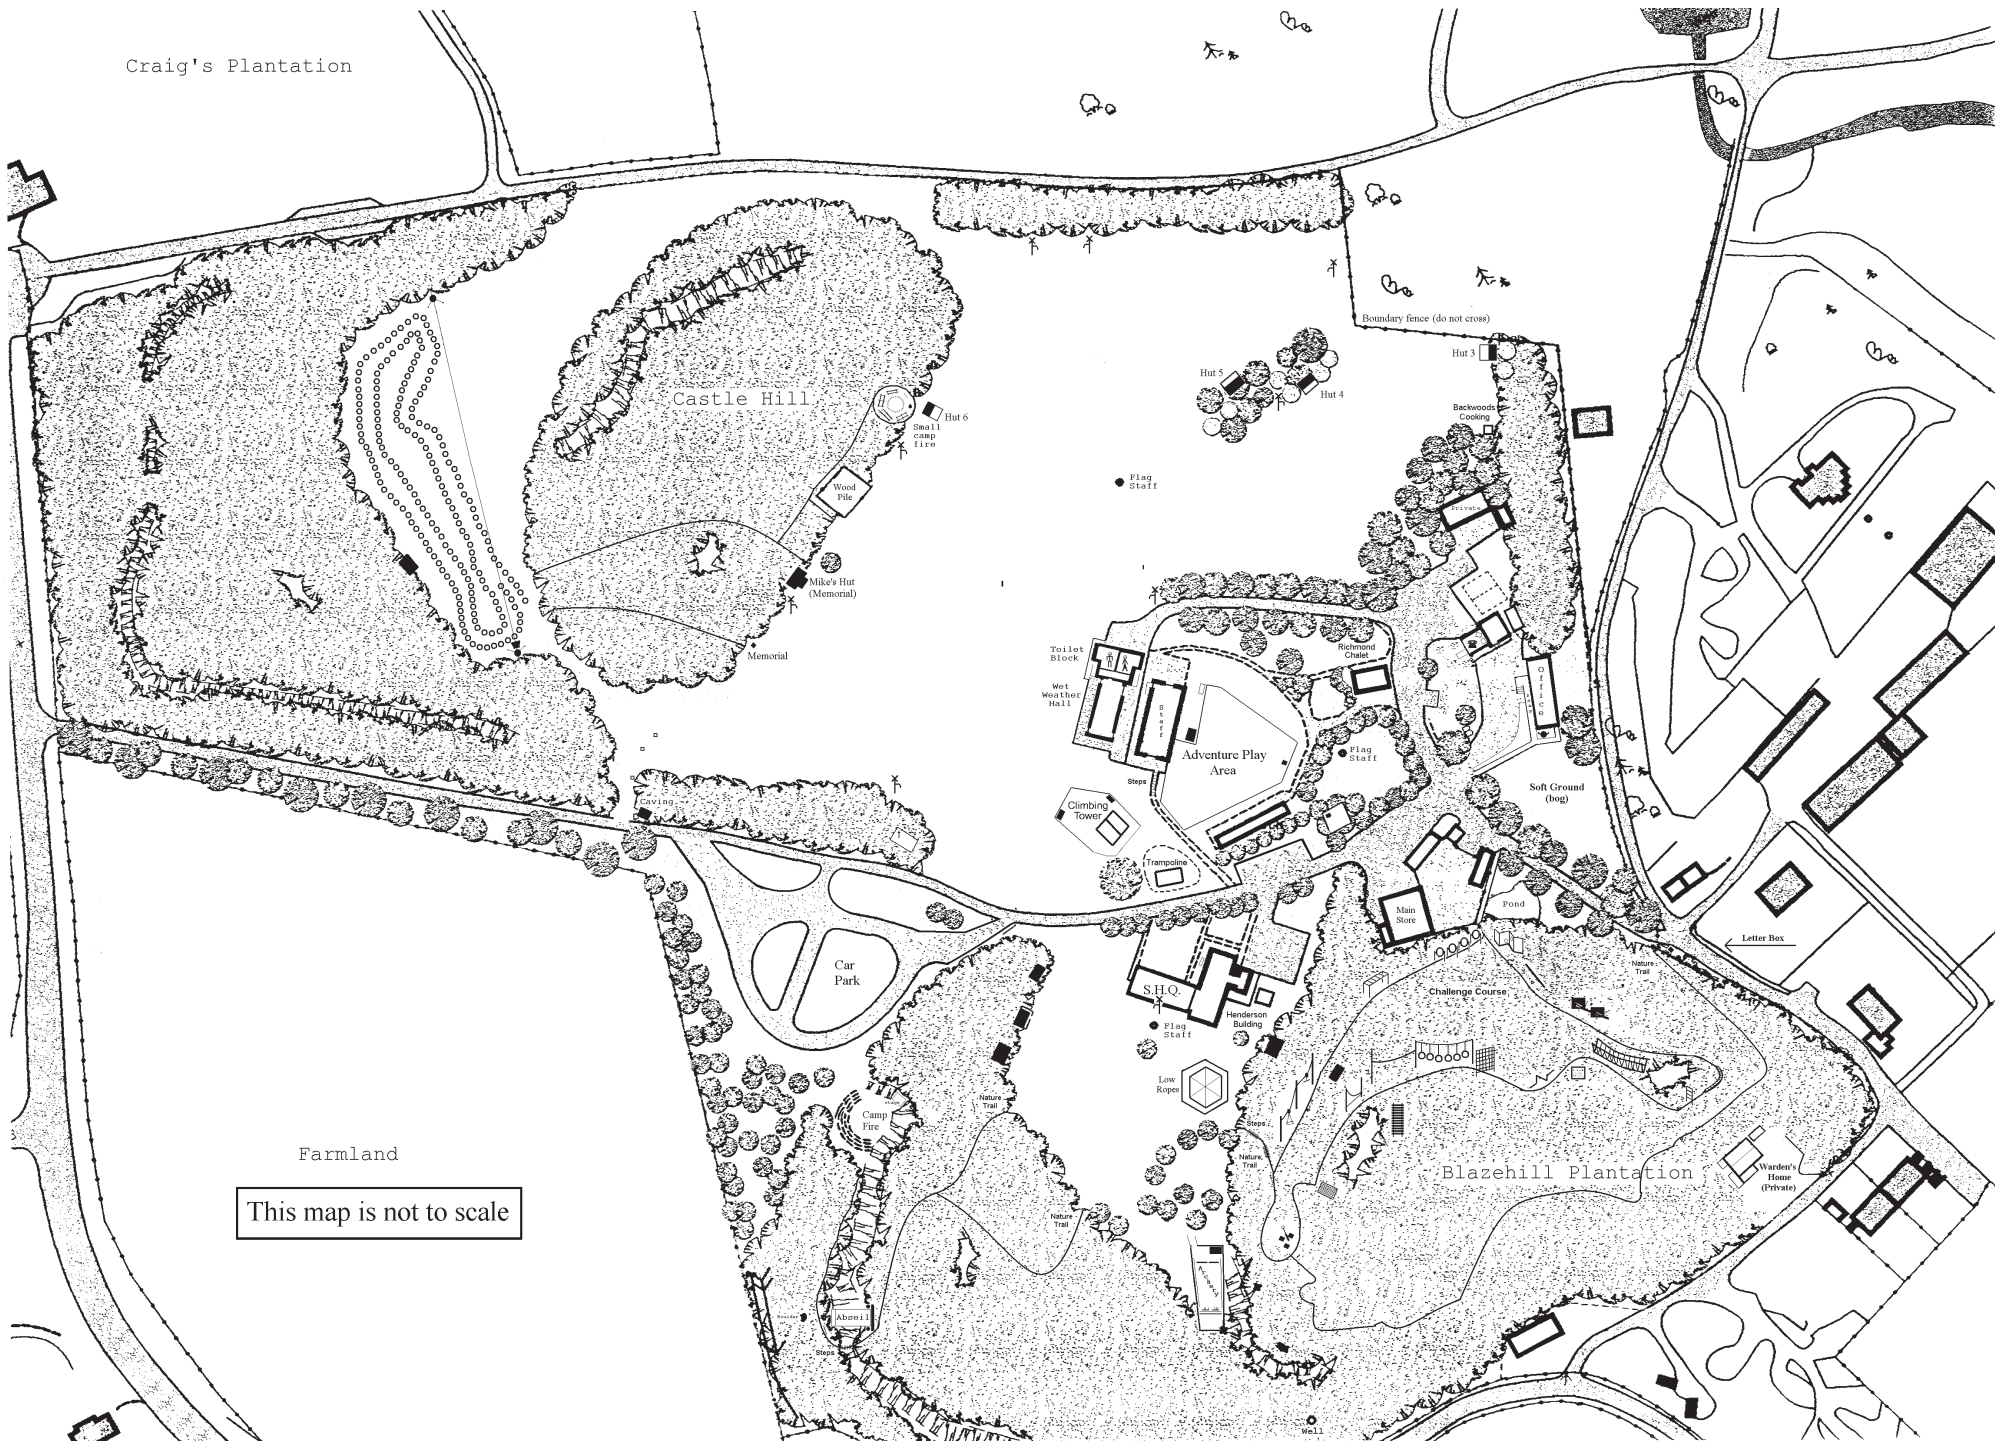 Craig's Plantation
Boundary fence (do not cross)
Hut 3
Hut 5
Hut 4
Castle Hill
Hut 6
Small
camp
fire
Backwoods
Cooking
Flag
Staff
Wood
Pile
Private
Mike's Hut
(Memorial)
Memorial
Toilet
Block
Richmond
Chalet
Wet
Weather
Hall
Staff
Office
Adventure Play
Area
Flag
Staff
Steps
Soft Ground
(bog)
Caving
Climbing
Tower
Trampoline
Main
Store
Pond
Letter Box
Car
Park
Nature
Trail
S.H.Q.
Challenge Course
Henderson
Building
Flag
Staff
Low
Ropes
Nature
Trail
stage
Camp
Fire
Steps
Farmland
Nature
Trail
Blazehill Plantation
Warden's
Home
(Private)
This map is not to scale
Nature
Trail
Boulder
Abseil
Steps
Well